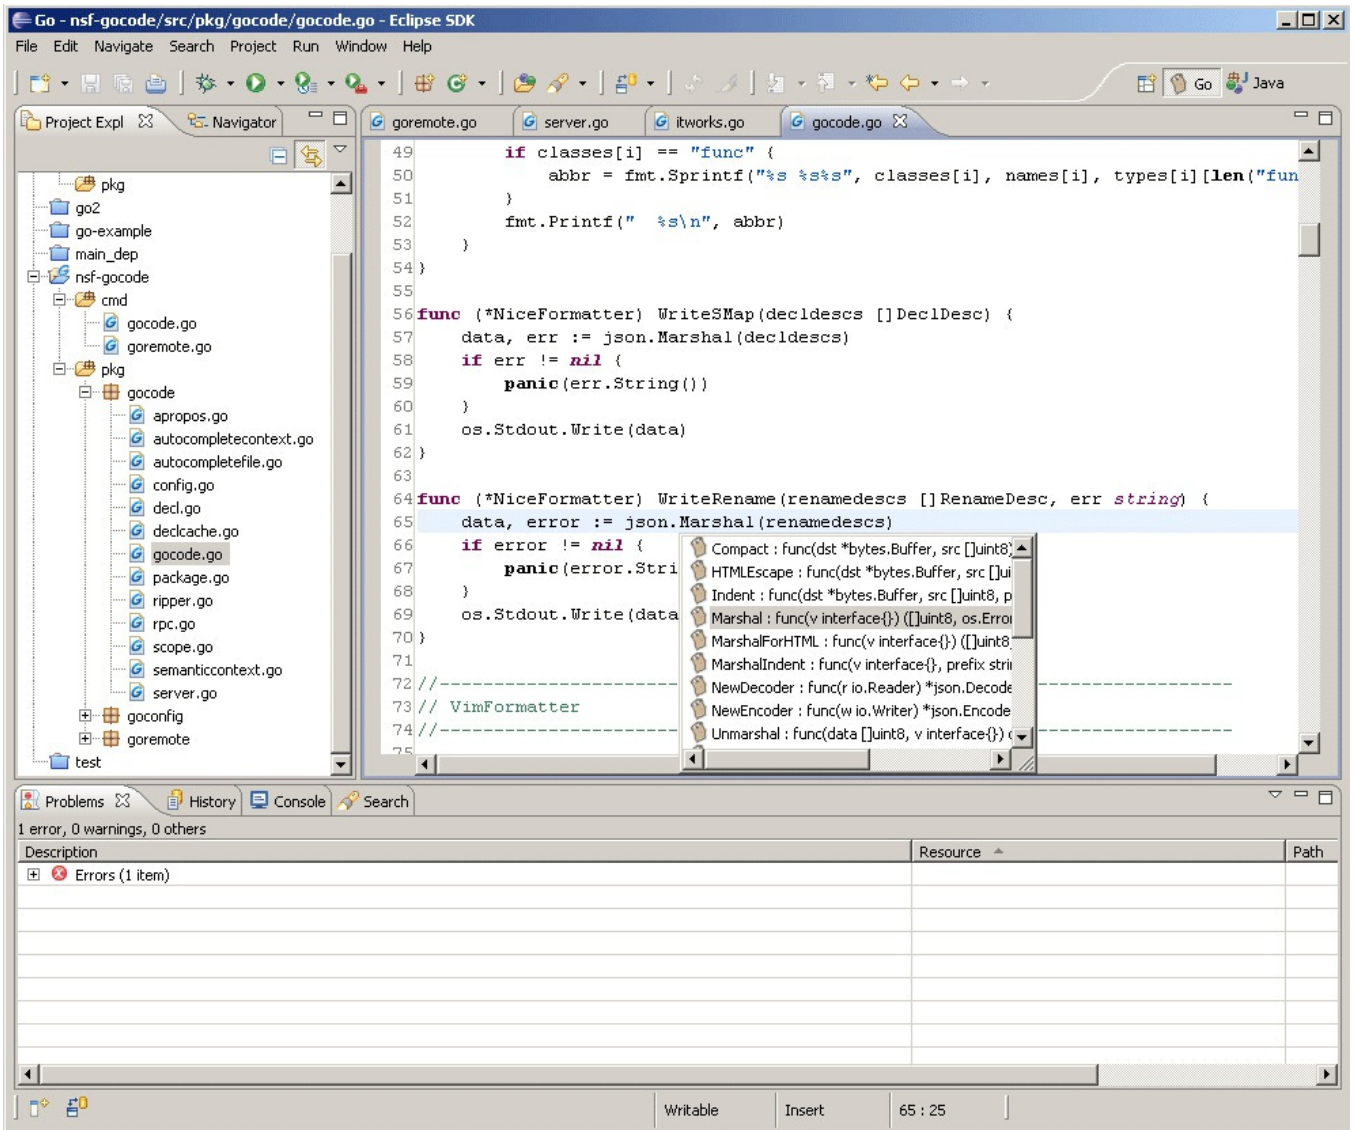 Go - nsf-gocode/src/pkg/gocode/gocode.go - Eclipse SDK
File Edit Navigate Search Project Run Window Help
Go Java
Project Expl Navigator
pkg
go2
go-example
main_dep
nsf-gocode
cmd
gocode.go
goremote.go
pkg
gocode
apropos.go
autocompletecontext.go
autocompletefile.go
config.go
decl.go
declcache.go
gocode.go
package.go
ripper.go
rpc.go
scope.go
semanticcontext.go
server.go
goconfig
goremote
test
goremote.go server.go itworks.go gocode.go
49 if classes[i] == "func" {
50 abbr = fmt.Sprintf("%s %s%s", classes[i], names[i], types[i][len("fun
51 }
52 fmt.Printf("  %s\n", abbr)
53 }
54 }
55
56 func (*NiceFormatter) WriteSMap(decldescs []DeclDesc) {
57 data, err := json.Marshal(decldescs)
58 if err != nil {
59 panic(err.String())
60 }
61 os.Stdout.Write(data)
62 }
63
64 func (*NiceFormatter) WriteRename(renamedescs []RenameDesc, err string) {
65 data, error := json.Marshal(renamedescs)
66 if error != nil {
67 panic(error.Stri
68 }
69 os.Stdout.Write(data
70 }
71
72 //-----------------------------------------------------------
73 // VimFormatter
74 //-----------------------------------------------------------
75
Compact : func(dst *bytes.Buffer, src []uint8)
HTMLEscape : func(dst *bytes.Buffer, src []ui
Indent : func(dst *bytes.Buffer, src []uint8, p
Marshal : func(v interface{}) ([]uint8, os.Error
MarshalForHTML : func(v interface{}) ([]uint8,
MarshalIndent : func(v interface{}, prefix stri
NewDecoder : func(r io.Reader) *json.Decode
NewEncoder : func(w io.Writer) *json.Encode
Unmarshal : func(data []uint8, v interface{})
Problems History Console Search
1 error, 0 warnings, 0 others
Description Resource Path
Errors (1 item)
Writable Insert 65 : 25